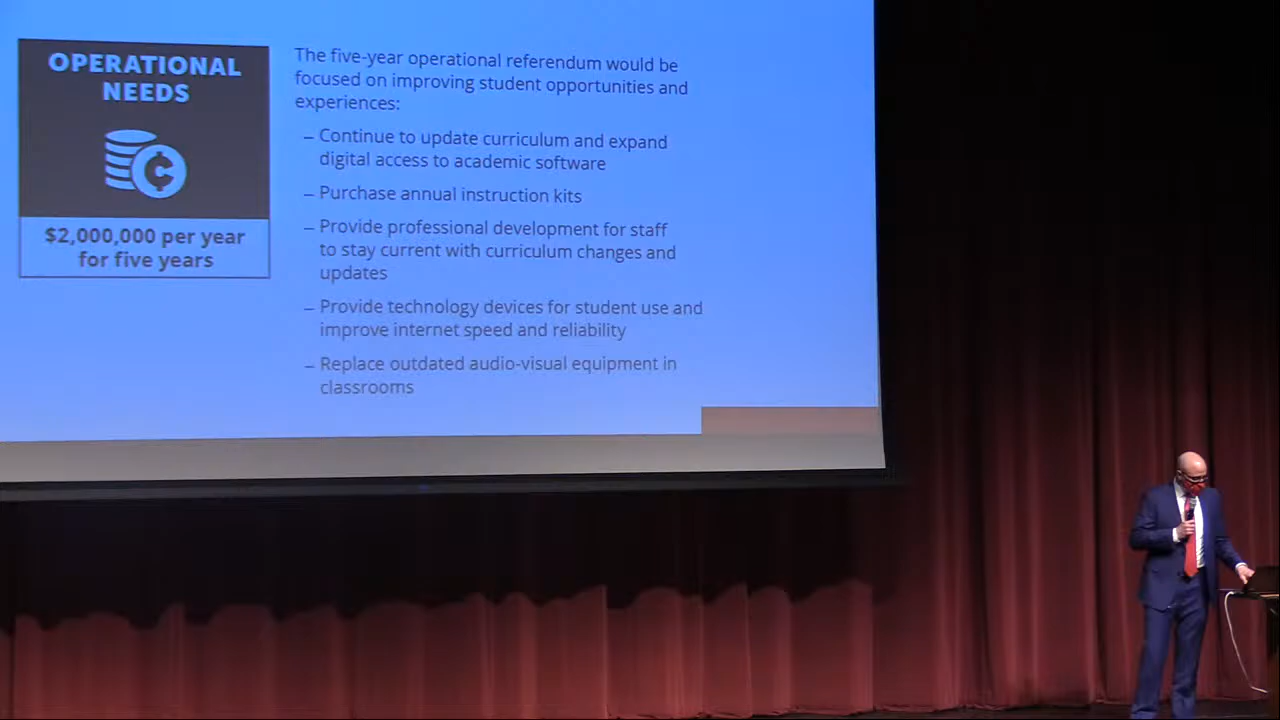 OPERATIONAL
NEEDS
$2,000,000 per year
for five years
The five-year operational referendum would be
focused on improving student opportunities and
experiences:
– Continue to update curriculum and expand
digital access to academic software
– Purchase annual instruction kits
– Provide professional development for staff
to stay current with curriculum changes and
updates
– Provide technology devices for student use and
improve internet speed and reliability
– Replace outdated audio-visual equipment in
classrooms